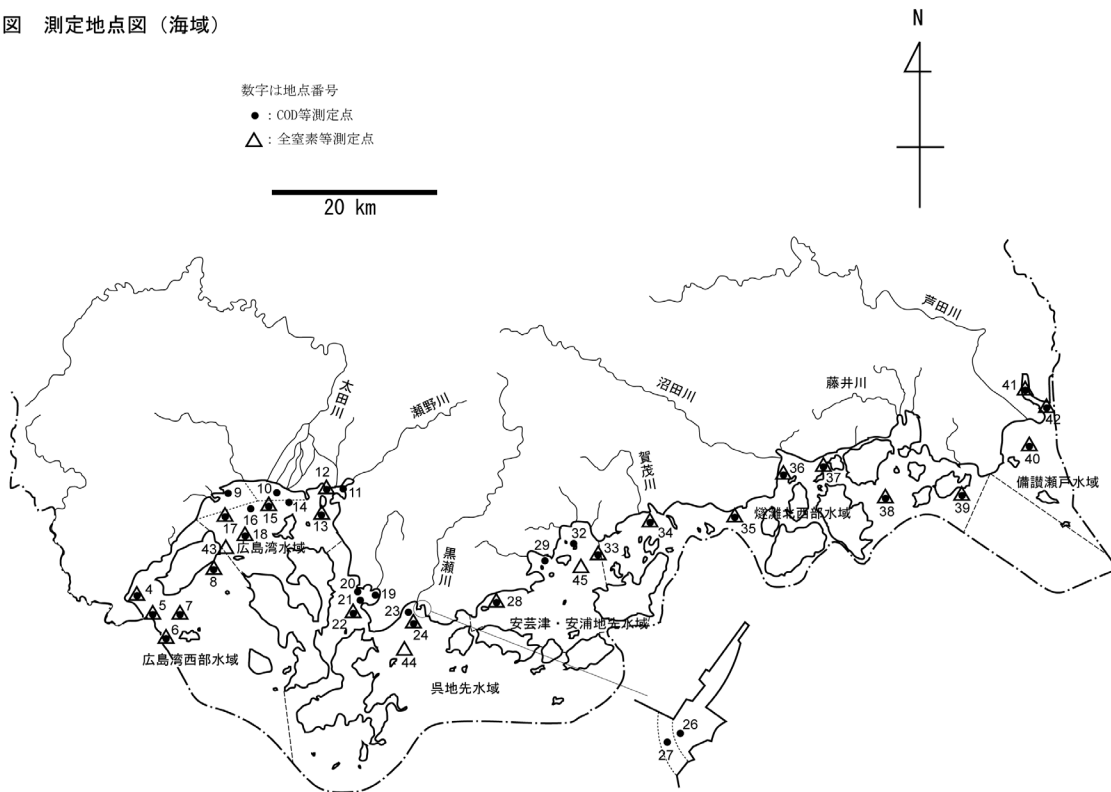 図 測定地点図（海域）
N
数字は地点番号
● ：COD等測定点
△ ：全窒素等測定点
20 km
芦田川
太田川
瀬野川
沼田川
藤井川
賀茂川
黒瀬川
41
42
40
備讃瀬戸水域
12
11
9
10
14
36
37
16
15
13
38
39
17
18
34
35
燧灘北西部水域
43
広島湾水域
32
33
29
8
45
20
19
4
21
28
5
7
22
23
24
安芸津・安浦地先水域
6
広島湾西部水域
44
呉地先水域
26
27